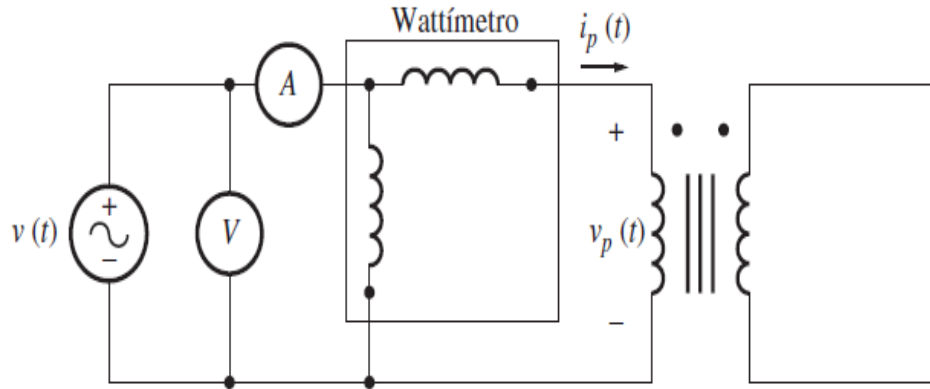 Wattímetro
i_p (t)
A
+
v (t)
+
−
V
v_p (t)
−